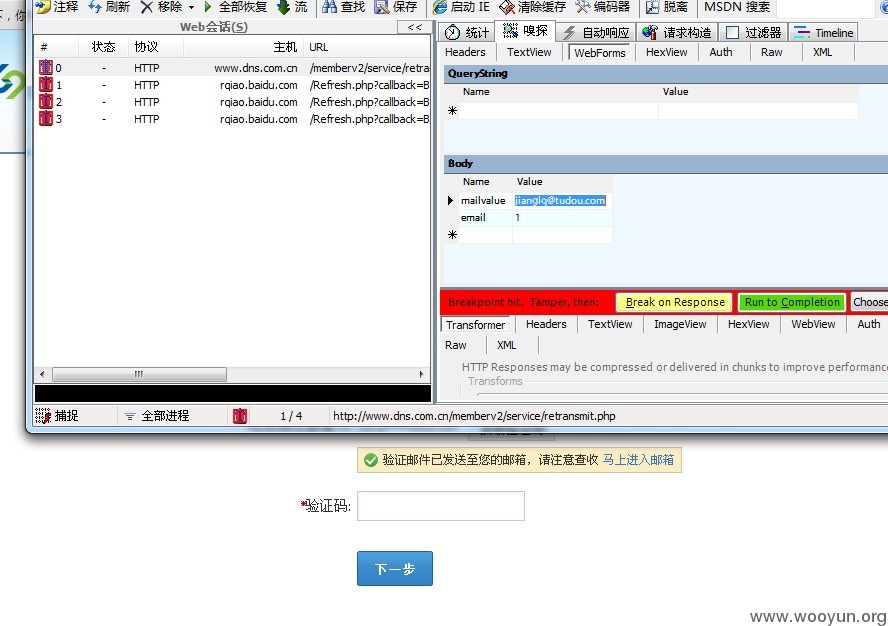 注释 刷新 移除 全部恢复 流 查找 保存 启动 IE 清除缓存 编码器 脱离 MSDN 搜索
Web会话(S) <<
# 状态 协议 主机 URL
0 - HTTP www.dns.com.cn /memberv2/service/retra
1 - HTTP rqiao.baidu.com /Refresh.php?callback=B
2 - HTTP rqiao.baidu.com /Refresh.php?callback=B
3 - HTTP rqiao.baidu.com /Refresh.php?callback=B
统计 嗅探 自动响应 请求构造 过滤器 Timeline
Headers TextView WebForms HexView Auth Raw XML
QueryString
Name Value
Body
Name Value
mailvalue jianglq@tudou.com
email 1
Breakpoint hit. Tamper, then: Break on Response Run to Completion Choose
Transformer Headers TextView ImageView HexView WebView Auth
Raw XML
HTTP Responses may be compressed or delivered in chunks to improve performance
Transforms
捕捉 全部进程 1 / 4 http://www.dns.com.cn/memberv2/service/retransmit.php
验证邮件已发送至您的邮箱，请注意查收 马上进入邮箱
*验证码:
下一步
www.wooyun.org